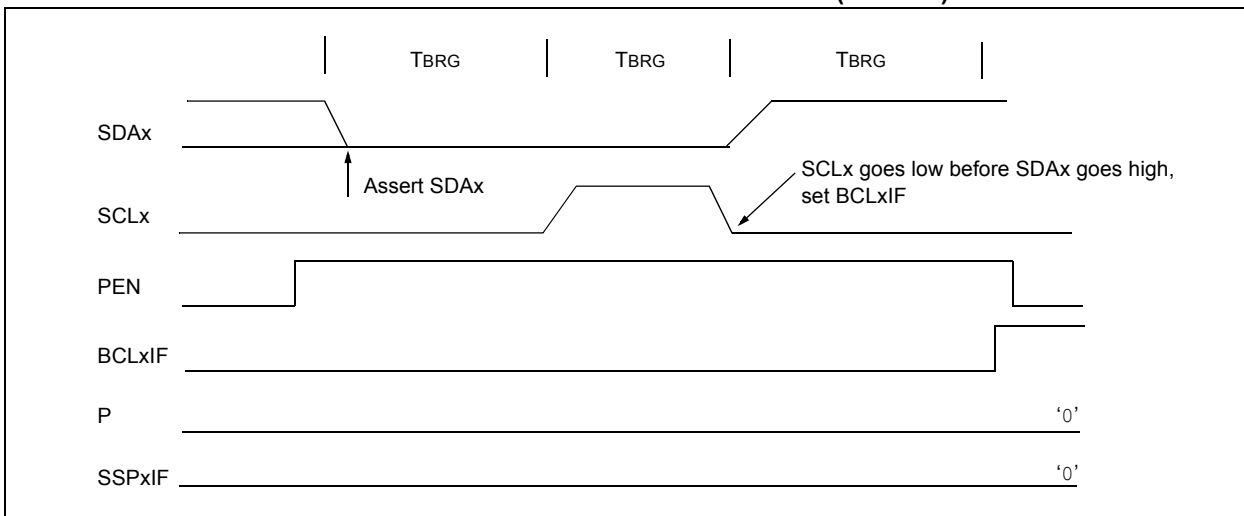 TBRG TBRG TBRG
SDAx
SCLx goes low before SDAx goes high,
set BCLxIF
Assert SDAx
SCLx
PEN
BCLxIF
P ‘0’
SSPxIF ‘0’